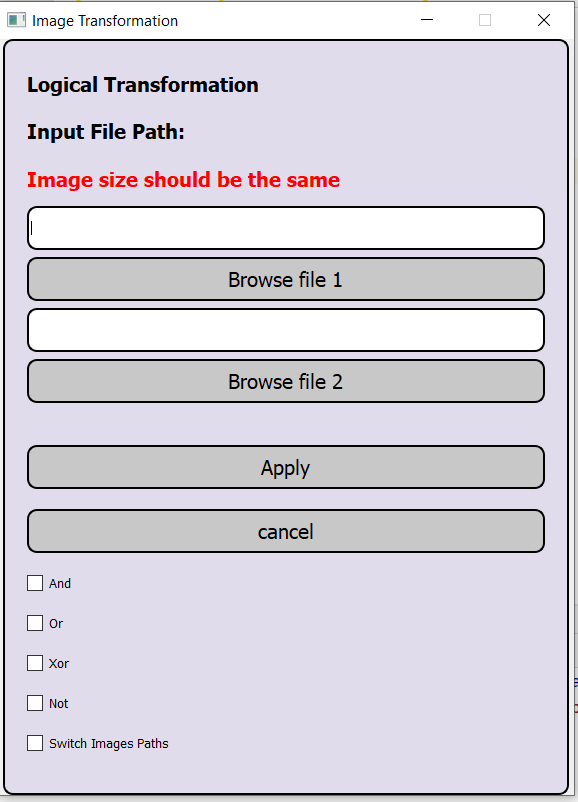 Image Transformation
Logical Transformation
Input File Path:
Image size should be the same
Browse file 1
Browse file 2
Apply
cancel
And
Or
Xor
Not
Switch Images Paths